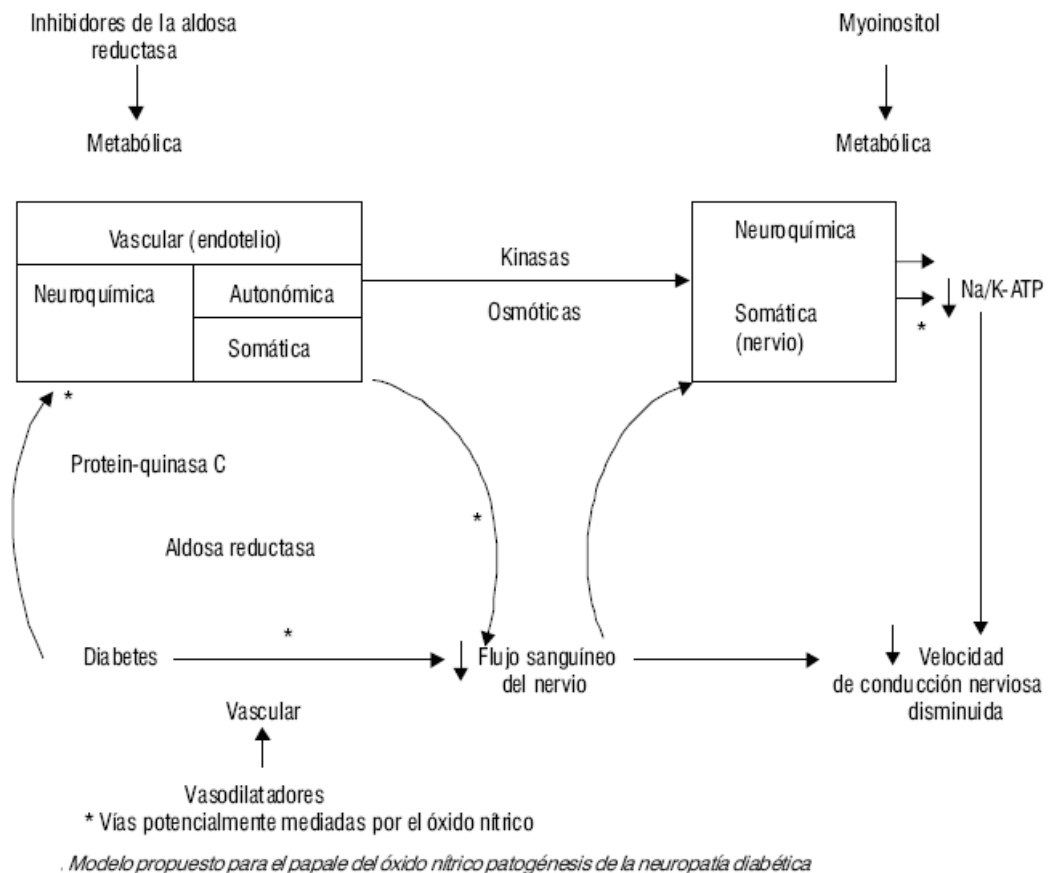 Inhibidores de la aldosa
reductasa
Myoinositol
Metabólica
Metabólica
Vascular (endotelio)
Neuroquímica
Autonómica
Somática
Kinasas
Osmóticas
Neuroquímica
Somática
(nervio)
Na/K-ATP
*
*
Protein-quinasa C
*
Aldosa reductasa
*
Diabetes
Flujo sanguíneo
del nervio
Velocidad
de conducción nerviosa
disminuida
Vascular
Vasodilatadores
* Vías potencialmente mediadas por el óxido nítrico
. Modelo propuesto para el papale del óxido nítrico patogénesis de la neuropatía diabética